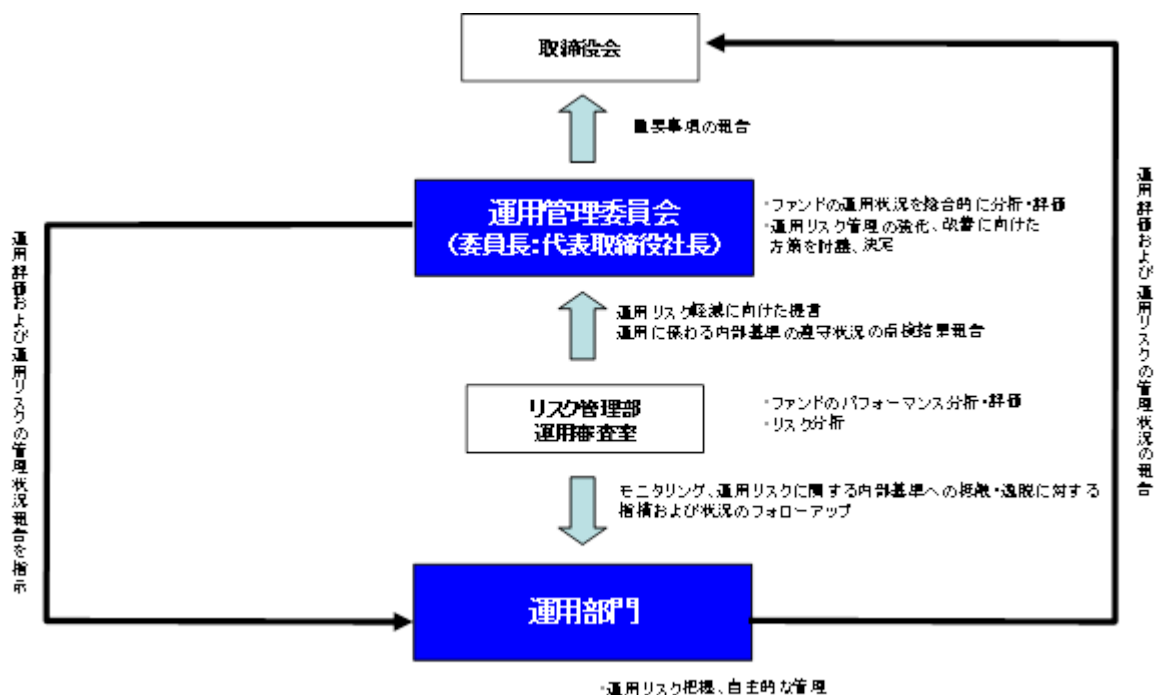 取締役会
重要事項の報告
運用管理委員会
（委員長：代表取締役社長）
・ファンドの運用状況を総合的に分析・評価
・運用リスク管理の強化、改善に向けた
方策を討議、決定
運用リスク軽減に向けた提言
運用に係わる内部基準の遵守状況の点検結果報告
リスク管理部
運用審査室
・ファンドのパフォーマンス分析・評価
・リスク分析
モニタリング、運用リスクに関する内部基準への抵触・逸脱に対する
指摘および状況のフォローアップ
運用部門
・運用リスク把握、自主的な管理
運用評価および運用リスクの管理状況報告を指示
運用評価および運用リスクの管理状況の報告